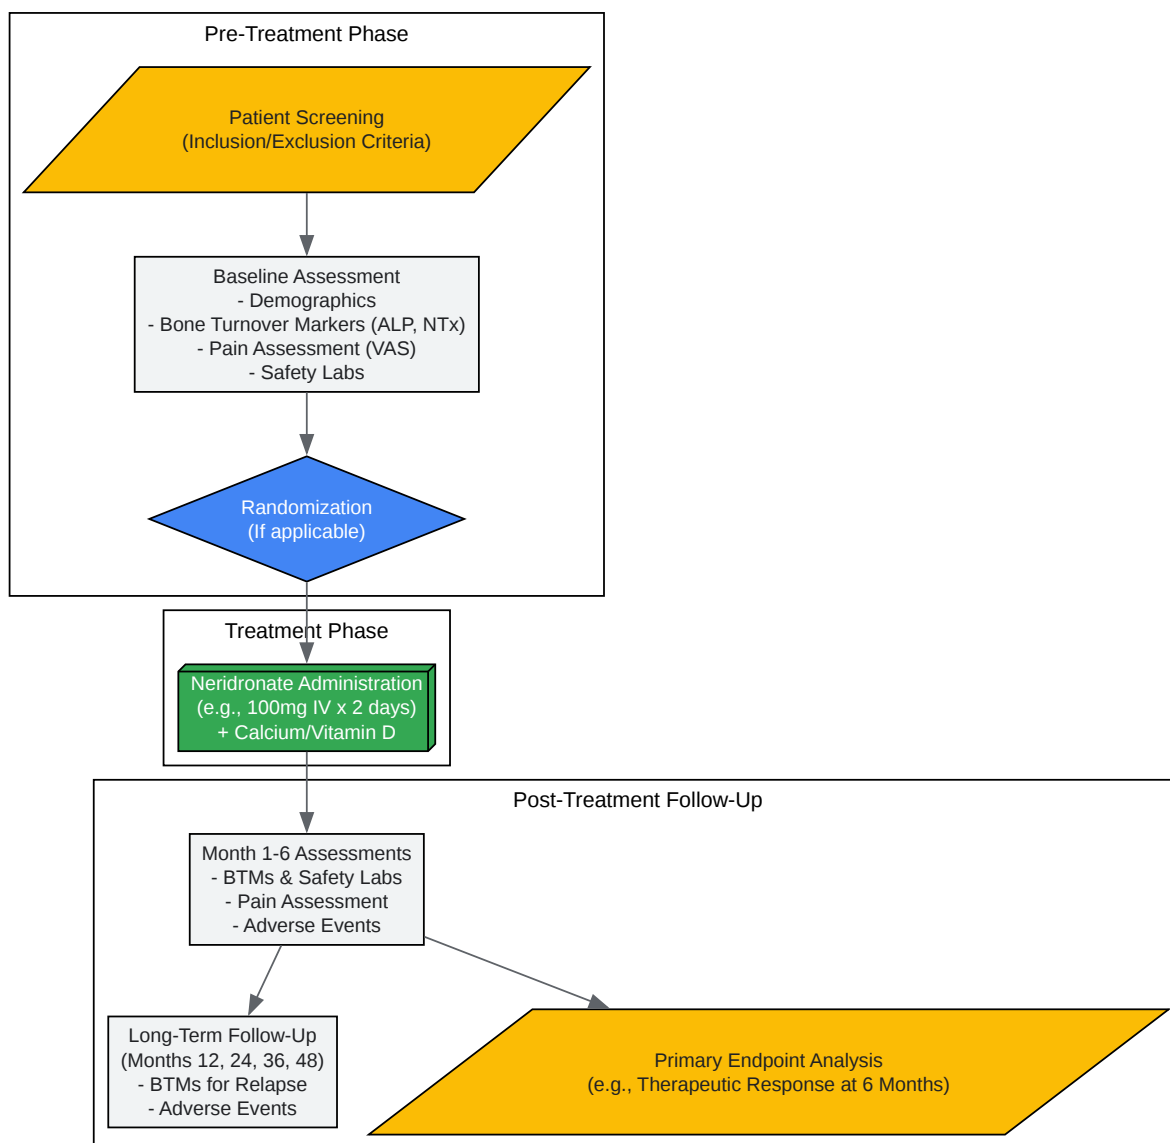 Pre-Treatment Phase
Patient Screening
(Inclusion/Exclusion Criteria)
Baseline Assessment
- Demographics
- Bone Turnover Markers (ALP, NTx)
- Pain Assessment (VAS)
- Safety Labs
Randomization
(If applicable)
Treatment Phase
Neridronate Administration
(e.g., 100mg IV x 2 days)
+ Calcium/Vitamin D
Post-Treatment Follow-Up
Month 1-6 Assessments
- BTMs & Safety Labs
- Pain Assessment
- Adverse Events
Long-Term Follow-Up
(Months 12, 24, 36, 48)
- BTMs for Relapse
- Adverse Events
Primary Endpoint Analysis
(e.g., Therapeutic Response at 6 Months)